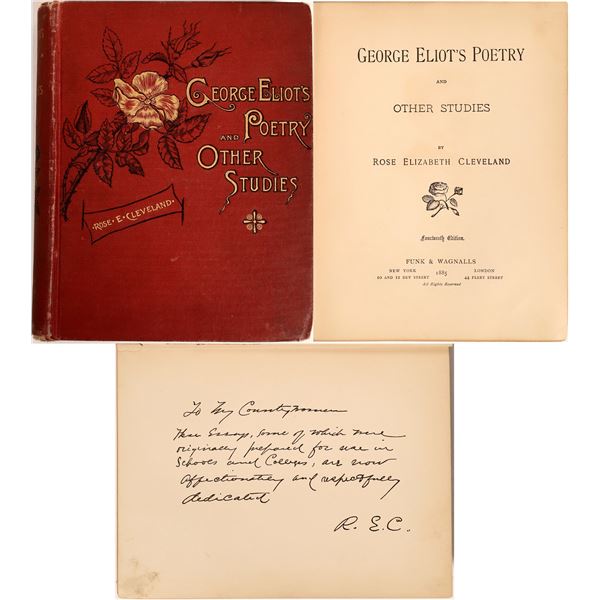 GEORGE ELIOT'S
POETRY
AND
OTHER
STUDIES
ROSE · E · CLEVELAND ·
GEORGE ELIOT'S POETRY
AND
OTHER STUDIES
BY
ROSE ELIZABETH CLEVELAND
Fourteenth Edition.
FUNK & WAGNALLS
NEW YORK 1885 LONDON
10 AND 12 DEY STREET 44 FLEET STREET
All Rights Reserved
To My Countrywomen
These Essays, some of which were
originally prepared for use in
Schools and Colleges, are now
affectionately and respectfully
dedicated
R. E. C.